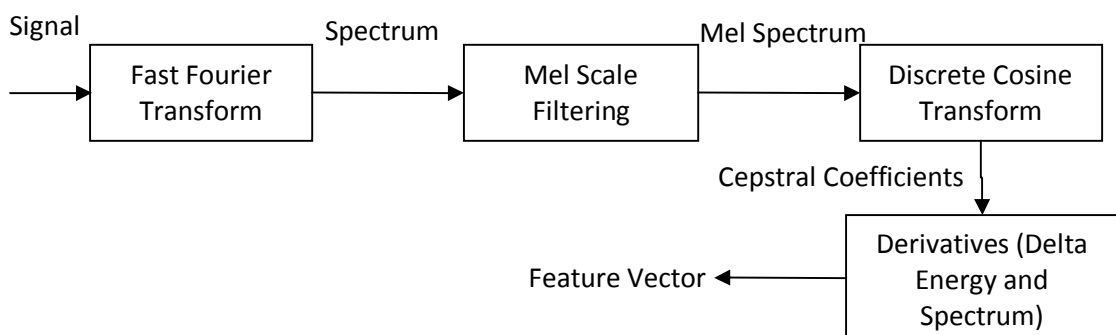 Signal
Fast Fourier
Transform
Spectrum
Mel Scale
Filtering
Mel Spectrum
Discrete Cosine
Transform
Cepstral Coefficients
Derivatives (Delta
Energy and
Spectrum)
Feature Vector